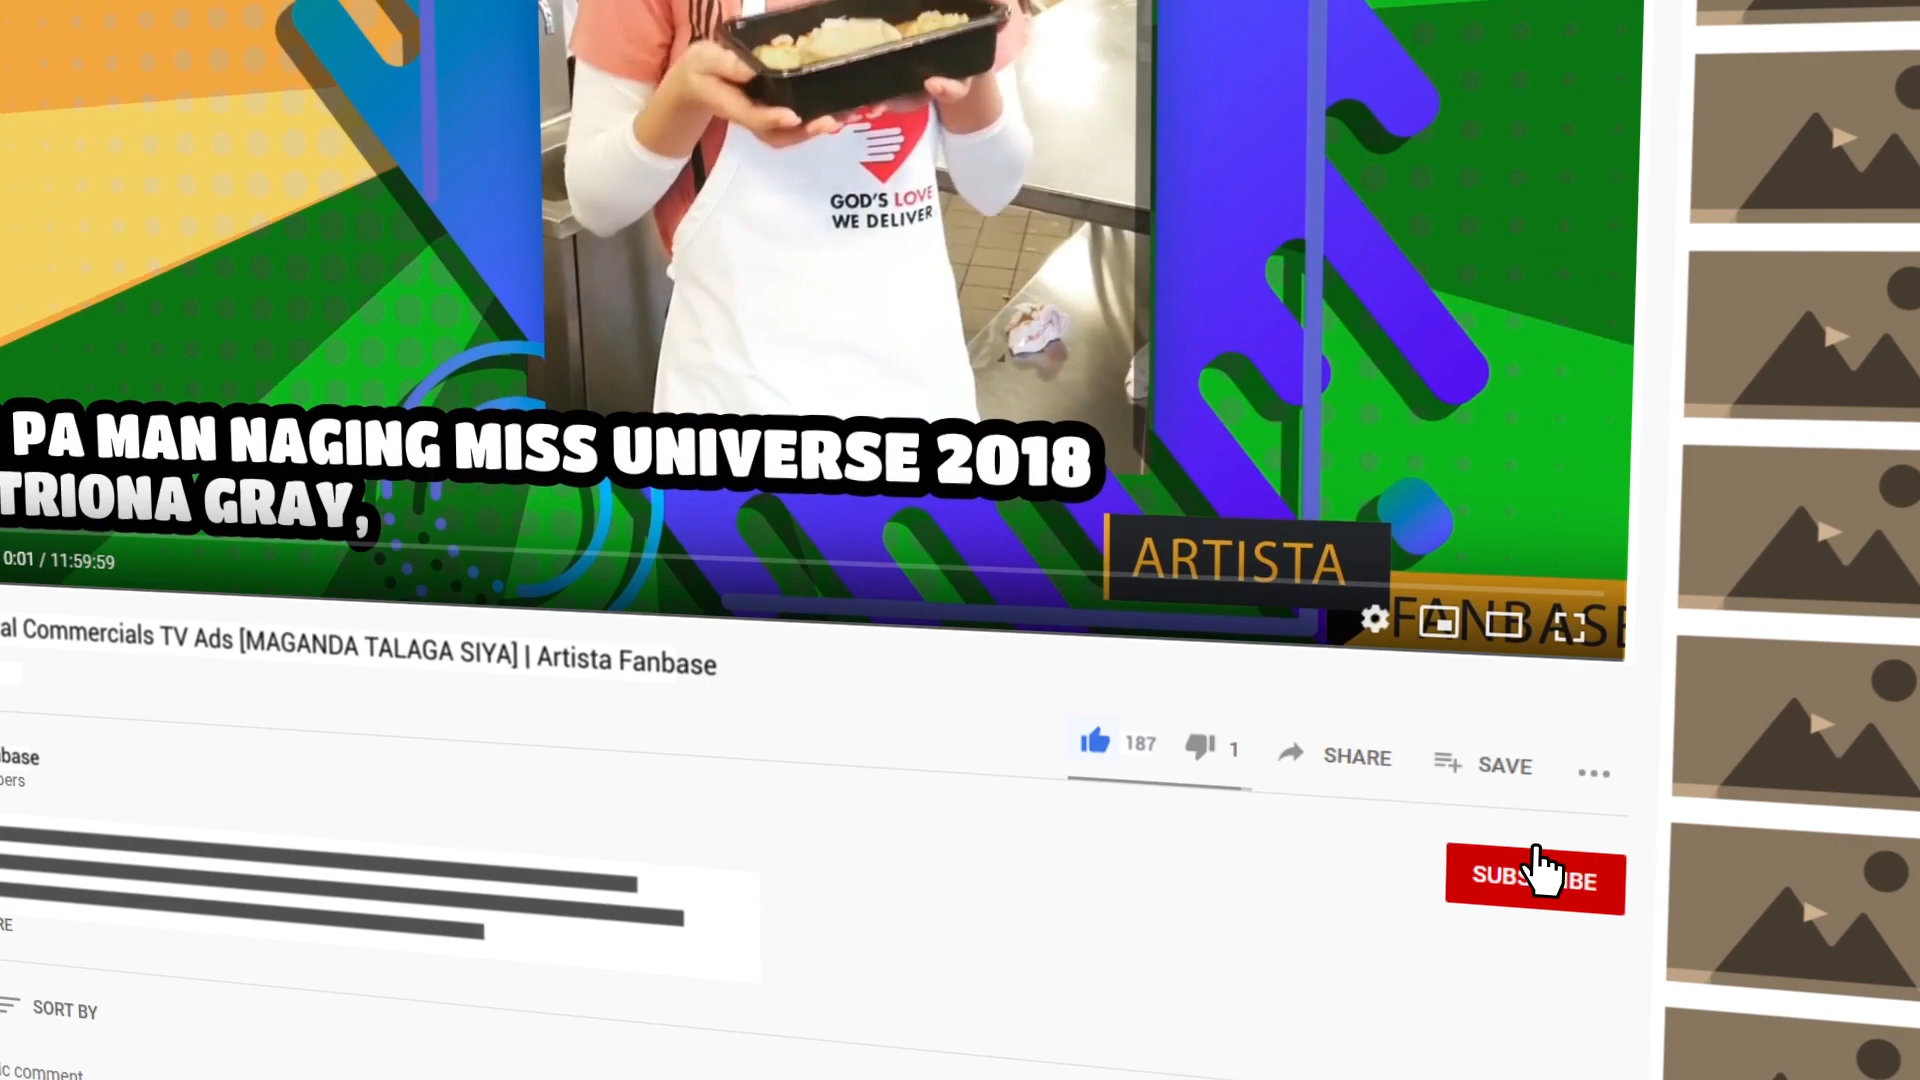 GOD'S LOVE
WE DELIVER
PA MAN NAGING MISS UNIVERSE 2018
TRIONA GRAY,
0:01 / 11:59:59
ARTISTA
FANBASE
al Commercials TV Ads [MAGANDA TALAGA SIYA] | Artista Fanbase
187
1
SHARE
SAVE
base
bers
SUBSCRIBE
RE
SORT BY
ic comment